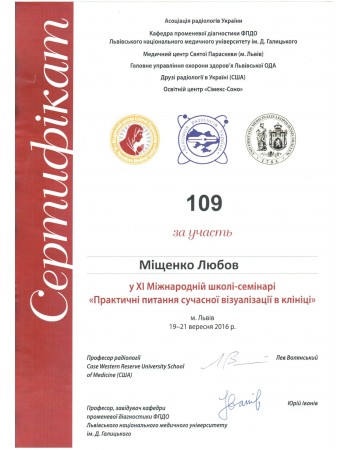 Сертифікат
Асоціація радіологів України
Кафедра променевої діагностики ФПДО
Львівського національного медичного університету ім. Д. Галицького
Медичний центр Святої Параскеви (м. Львів)
Головне управління охорони здоров'я Львівської ОДА
Друзі радіології в Україні (США)
Освітній центр «Сімекс-Соно»
109
за участь
Міщенко Любов
у XI Міжнародній школі-семінарі
«Практичні питання сучасної візуалізації в клініці»
м. Львів
19–21 вересня 2016 р.
Професор радіології
Case Western Reserve University School
of Medicine (США)
Лев Волянський
Професор, завідувач кафедри
променевої діагностики ФПДО
Львівського національного медичного університету
ім. Д. Галицького
Юрій Іванів